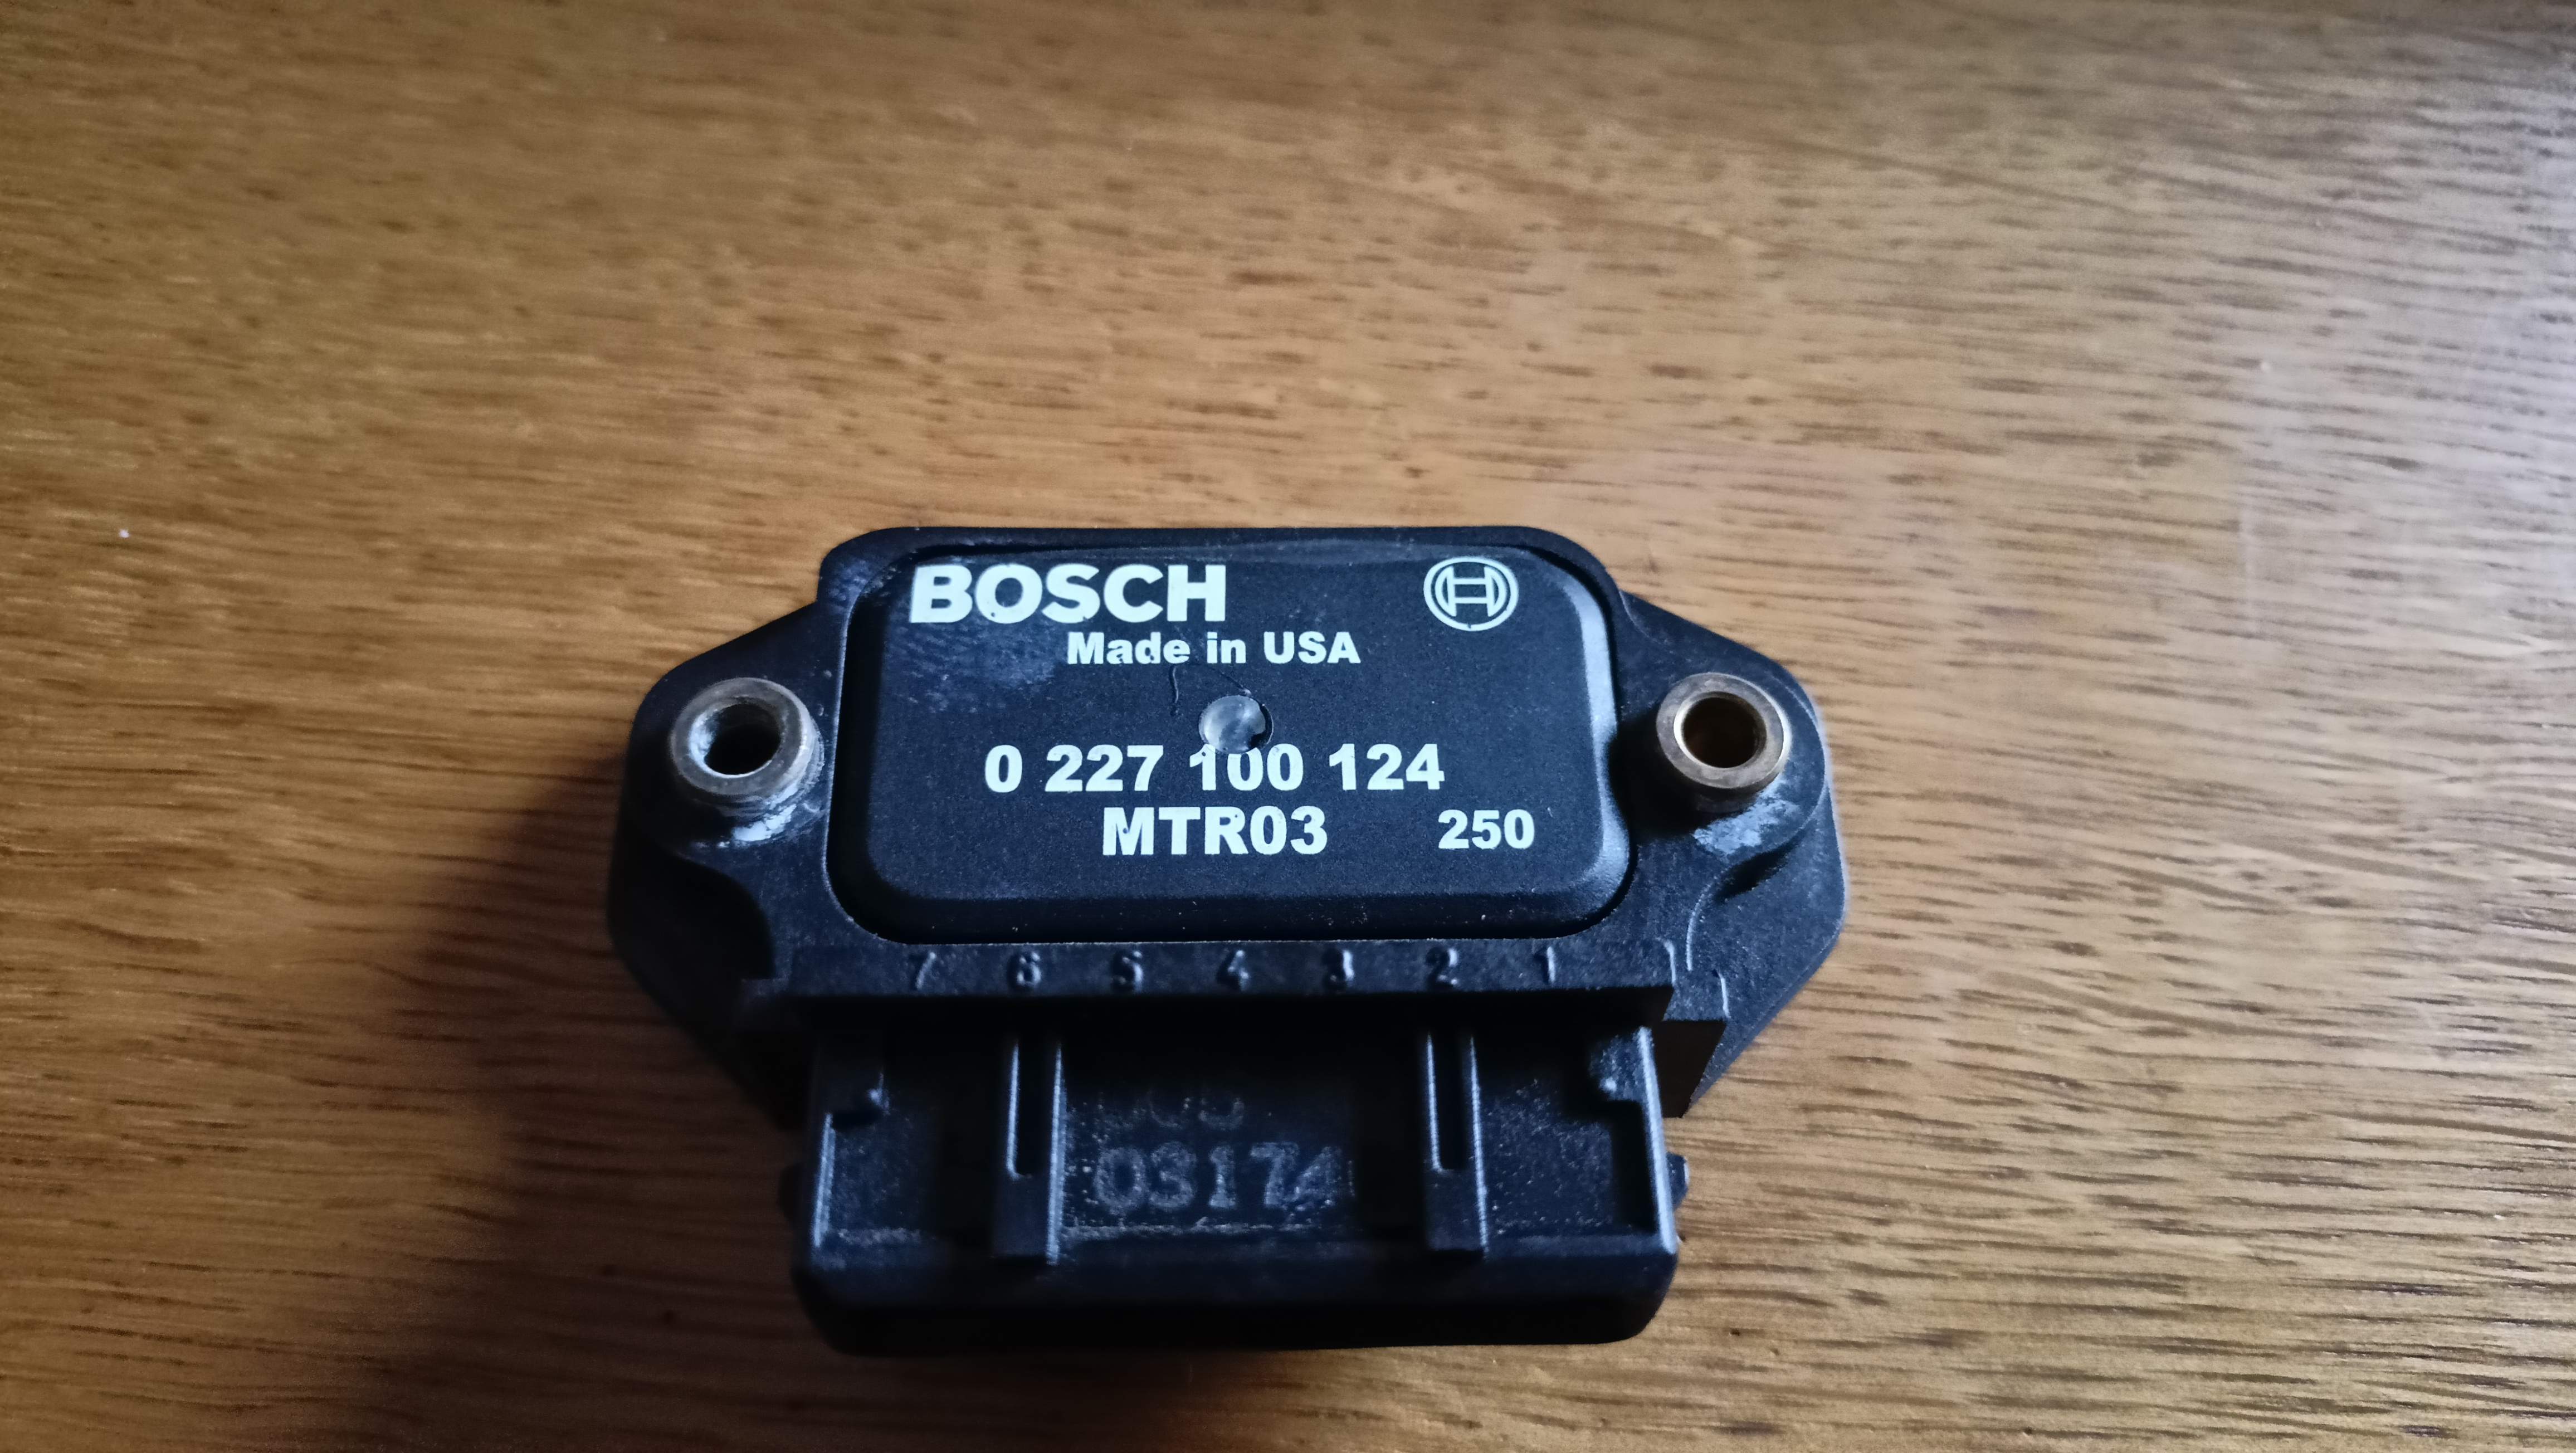 BOSCH
Made in USA
0 227 100 124
MTR03 250
7 6 5 4 3 2 1
03174